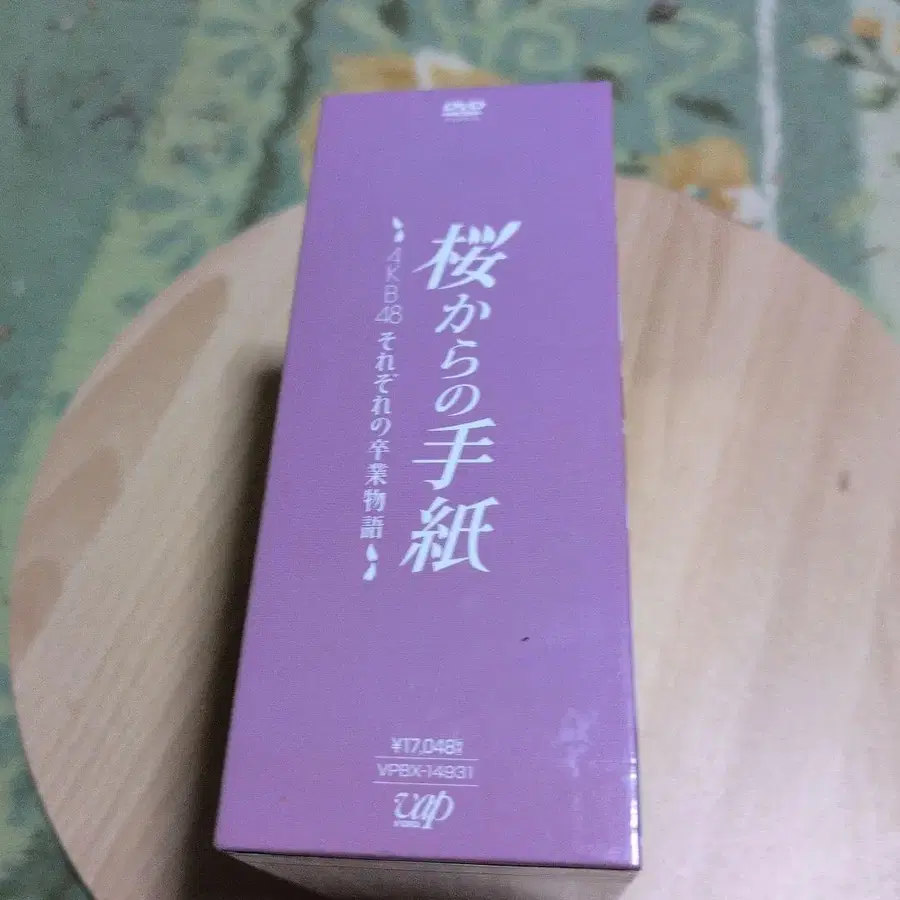 DVD
桜からの手紙
AKB48 それぞれの卒業物語
¥17,048
VPBX-14931
vap